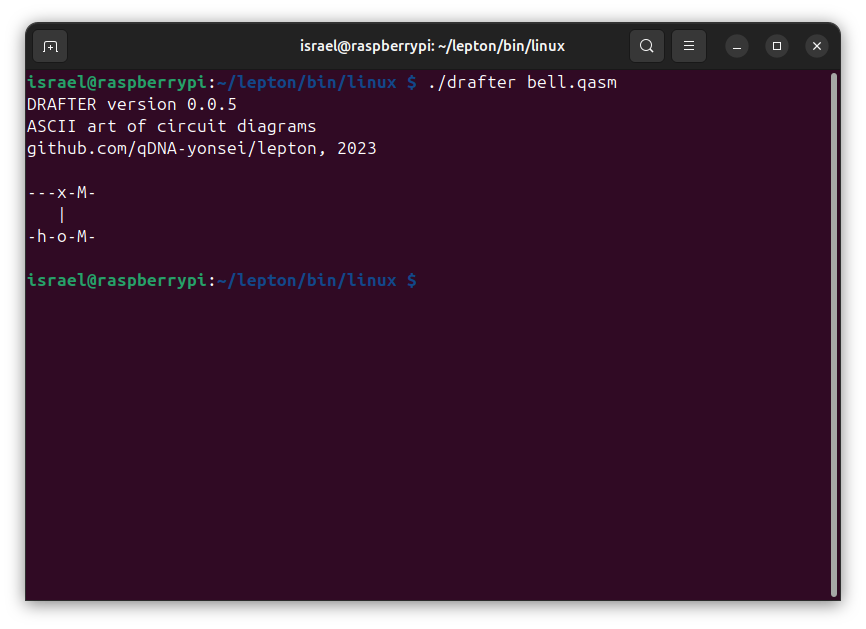 israel@raspberrypi: ~/lepton/bin/linux
israel@raspberrypi:~/lepton/bin/linux $ ./drafter bell.qasm
DRAFTER version 0.0.5
ASCII art of circuit diagrams
github.com/qDNA-yonsei/lepton, 2023
---x-M-
   |
-h-o-M-
israel@raspberrypi:~/lepton/bin/linux $